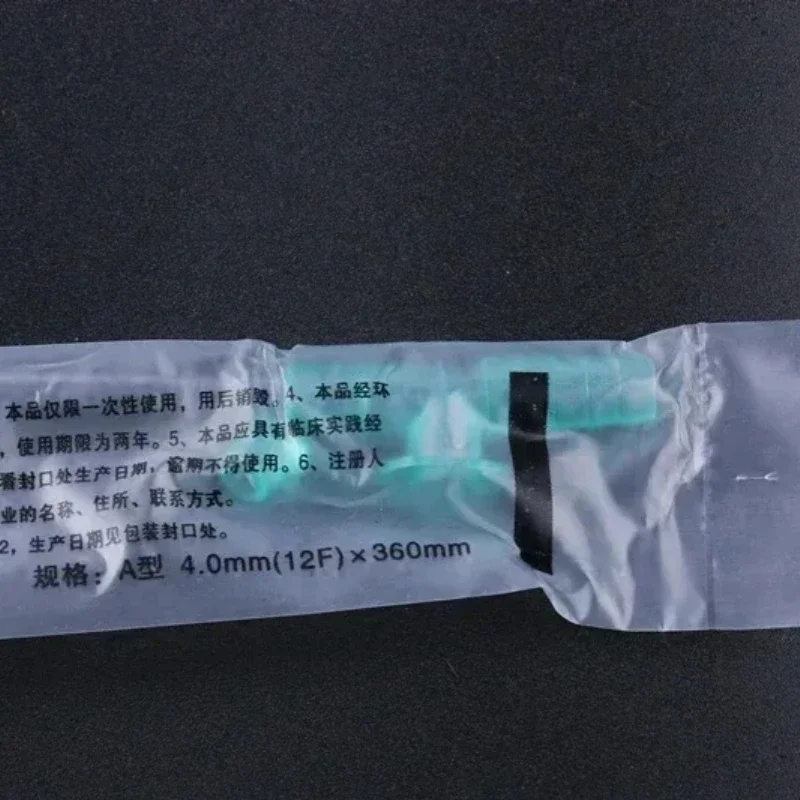 本品仅限一次性使用，用后销毁。4、本品经环
，使用期限为两年。5、本品应具有临床实践经
看封口处生产日期，逾期不得使用。6、注册人
业的名称、住所、联系方式。
2，生产日期见包装封口处。
规格：A型 4.0mm(12F)×360mm